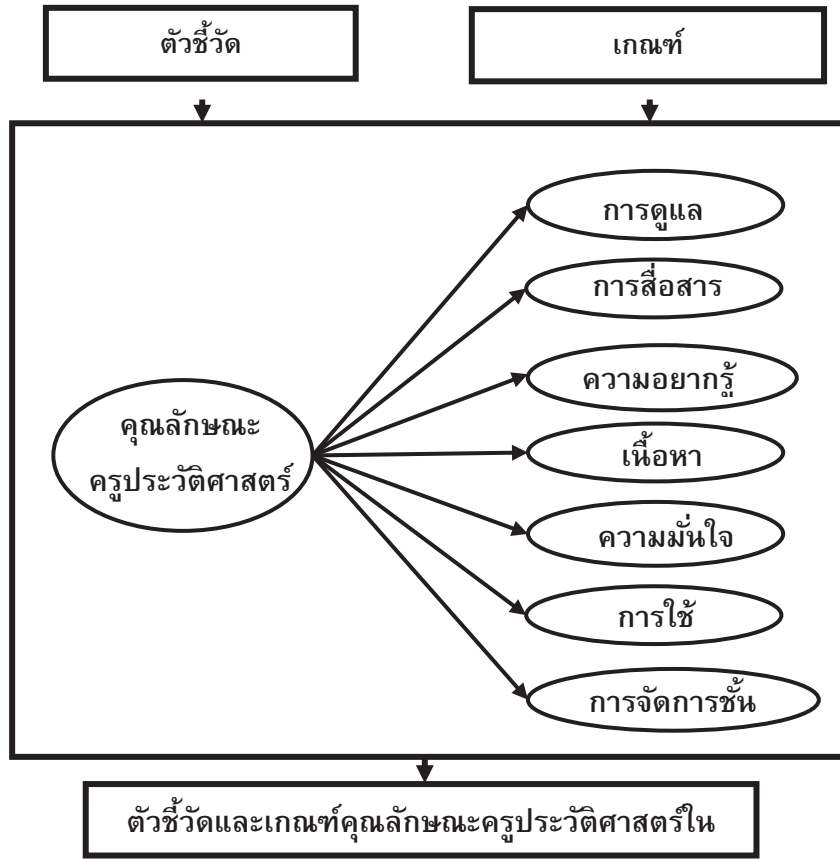 ตัวชี้วัด
เกณฑ์
การดูแล
การสื่อสาร
ความอยากรู้
คุณลักษณะ
ครูประวัติศาสตร์
เนื้อหา
ความมั่นใจ
การใช้
การจัดการชั้น
ตัวชี้วัดและเกณฑ์คุณลักษณะครูประวัติศาสตร์ใน